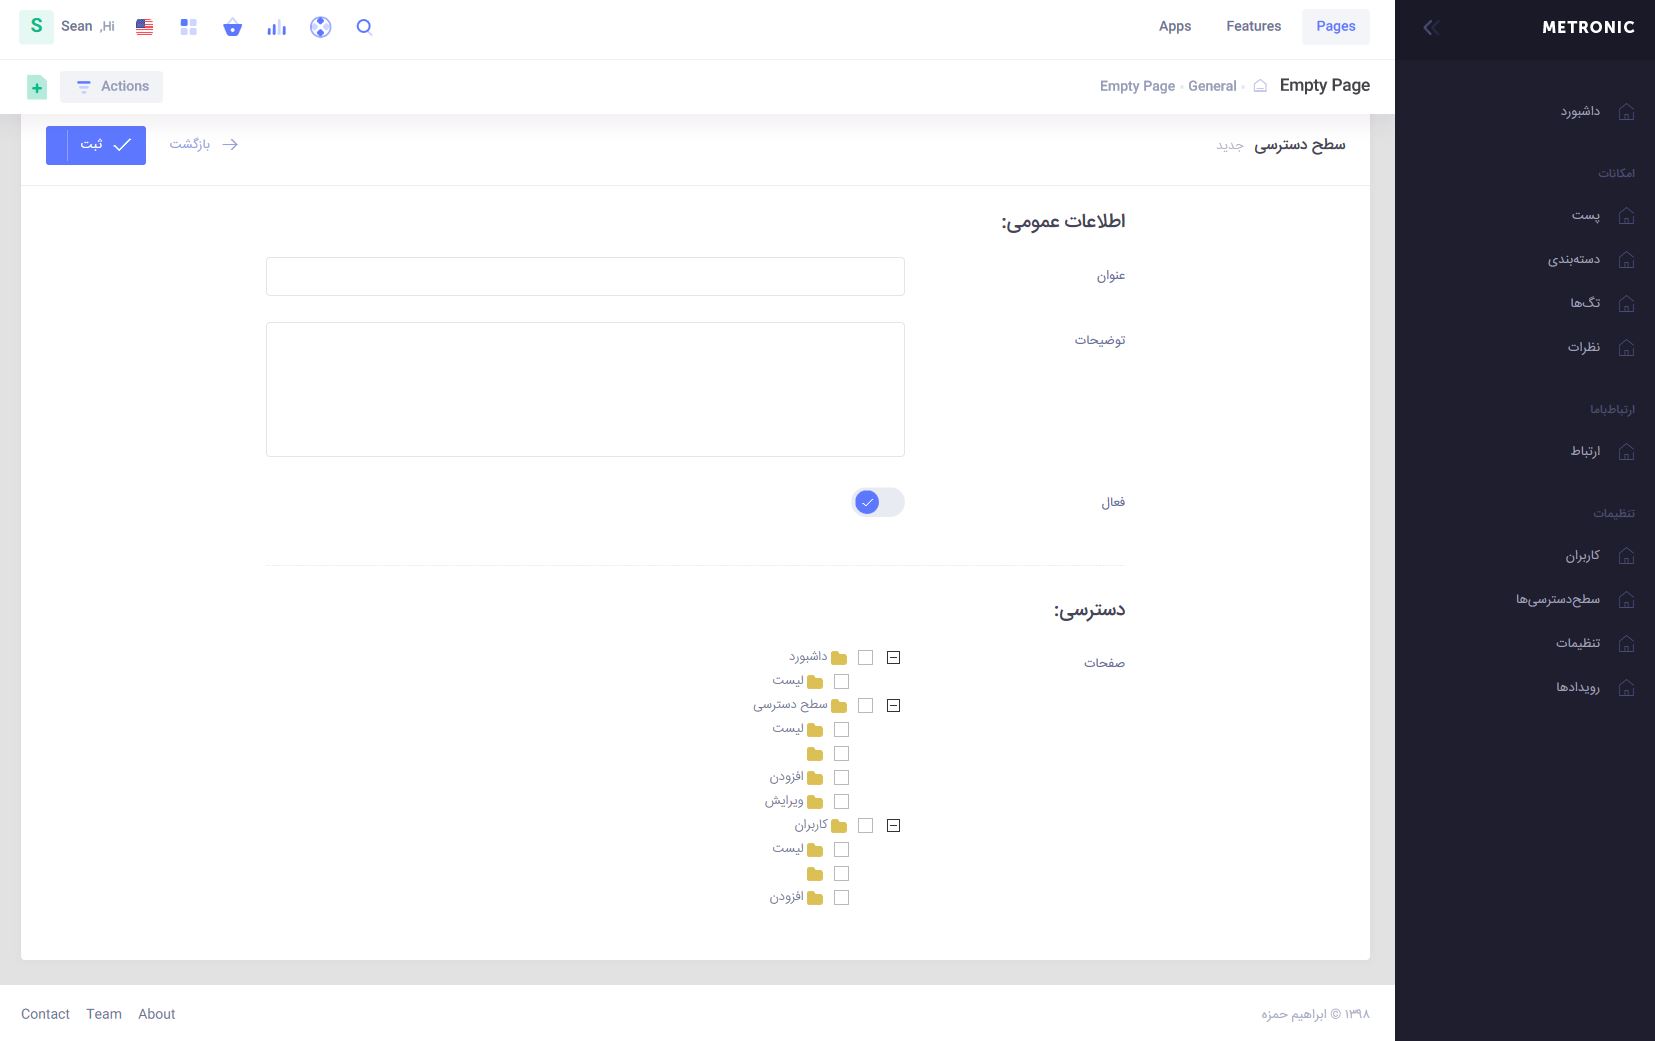 METRONIC
داشبورد
امکانات
پست
دسته‌بندی
تگ‌ها
نظرات
ارتباط‌باما
ارتباط
تنظیمات
کاربران
سطح‌دسترسی‌ها
تنظیمات
رویدادها
Pages
Features
Apps
Hi, Sean
S
Empty Page
General
Empty Page
Actions
سطح دسترسی جدید
بازگشت
ثبت
اطلاعات عمومی:
عنوان
توضیحات
فعال
دسترسی:
صفحات
داشبورد
لیست
سطح دسترسی
لیست
افزودن
ویرایش
کاربران
لیست
افزودن
۱۳۹۸ © ابراهیم حمزه
About
Team
Contact